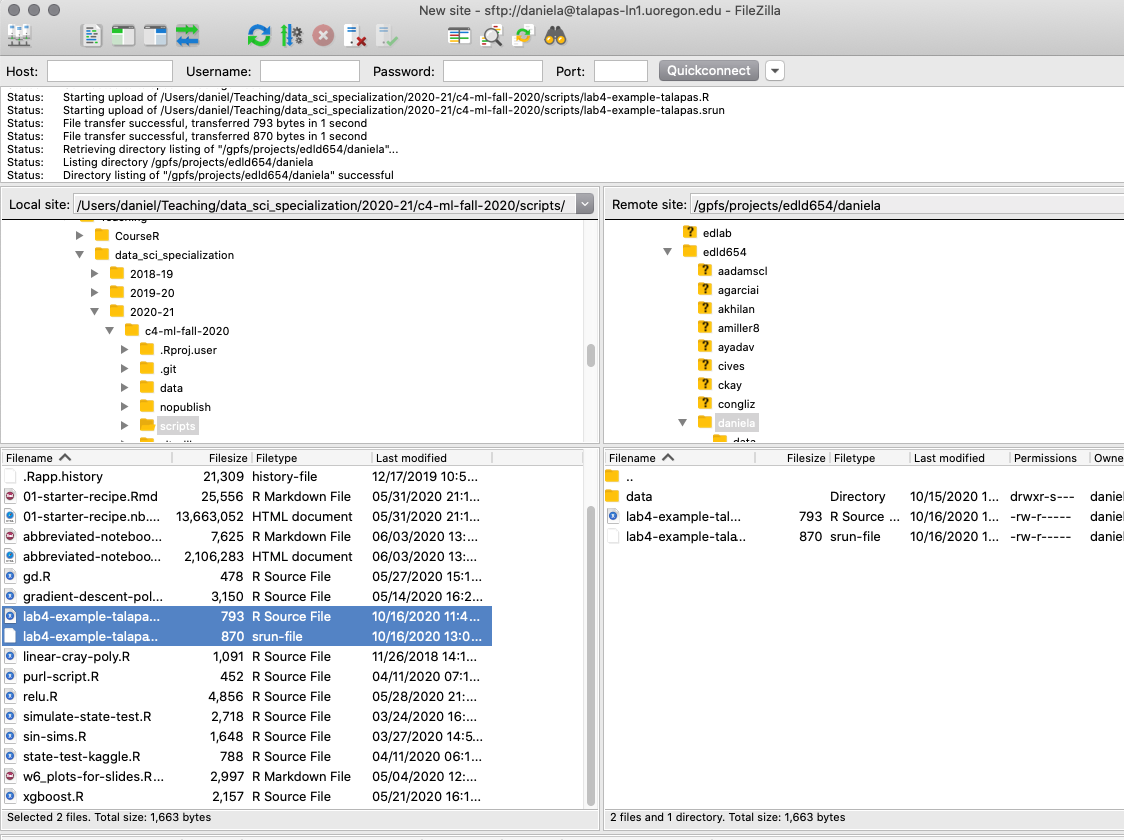 New site - sftp://daniela@talapas-ln1.uoregon.edu - FileZilla
Host: Username: Password: Port: Quickconnect
Status: Starting upload of /Users/daniel/Teaching/data_sci_specialization/2020-21/c4-ml-fall-2020/scripts/lab4-example-talapas.R
Status: Starting upload of /Users/daniel/Teaching/data_sci_specialization/2020-21/c4-ml-fall-2020/scripts/lab4-example-talapas.srun
Status: File transfer successful, transferred 793 bytes in 1 second
Status: File transfer successful, transferred 870 bytes in 1 second
Status: Retrieving directory listing of "/gpfs/projects/edld654/daniela"...
Status: Listing directory /gpfs/projects/edld654/daniela
Status: Directory listing of "/gpfs/projects/edld654/daniela" successful
Local site: /Users/daniel/Teaching/data_sci_specialization/2020-21/c4-ml-fall-2020/scripts/
CourseR
data_sci_specialization
2018-19
2019-20
2020-21
c4-ml-fall-2020
.Rproj.user
.git
data
nopublish
scripts
Filename Filesize Filetype Last modified
.Rapp.history 21,309 history-file 12/17/2019 10:5...
01-starter-recipe.Rmd 25,556 R Markdown File 05/31/2020 21:1...
01-starter-recipe.nb.... 13,663,052 HTML document 05/31/2020 21:1...
abbreviated-noteboo... 7,625 R Markdown File 06/03/2020 13:...
abbreviated-noteboo... 2,106,283 HTML document 06/03/2020 13:...
gd.R 478 R Source File 05/27/2020 15:1...
gradient-descent-pol... 3,150 R Source File 05/14/2020 16:2...
lab4-example-talapa... 793 R Source File 10/16/2020 11:4...
lab4-example-talapa... 870 srun-file 10/16/2020 13:0...
linear-cray-poly.R 1,091 R Source File 11/26/2018 14:1...
purl-script.R 452 R Source File 04/11/2020 07:1...
relu.R 4,856 R Source File 05/28/2020 21:...
simulate-state-test.R 2,718 R Source File 03/24/2020 16:...
sin-sims.R 1,648 R Source File 03/27/2020 14:5...
state-test-kaggle.R 788 R Source File 04/11/2020 06:1...
w6_plots-for-slides.R... 2,997 R Markdown File 05/04/2020 12:...
xgboost.R 2,157 R Source File 05/21/2020 16:1...
Selected 2 files. Total size: 1,663 bytes
Remote site: /gpfs/projects/edld654/daniela
edlab
edld654
aadamscl
agarciai
akhilan
amiller8
ayadav
cives
ckay
congliz
daniela
data
Filename Filesize Filetype Last modified Permissions Owne
..
data Directory 10/15/2020 1... drwxr-s--- daniel
lab4-example-tal... 793 R Source ... 10/16/2020 1... -rw-r----- daniel
lab4-example-tala... 870 srun-file 10/16/2020 1... -rw-r----- daniel
2 files and 1 directory. Total size: 1,663 bytes